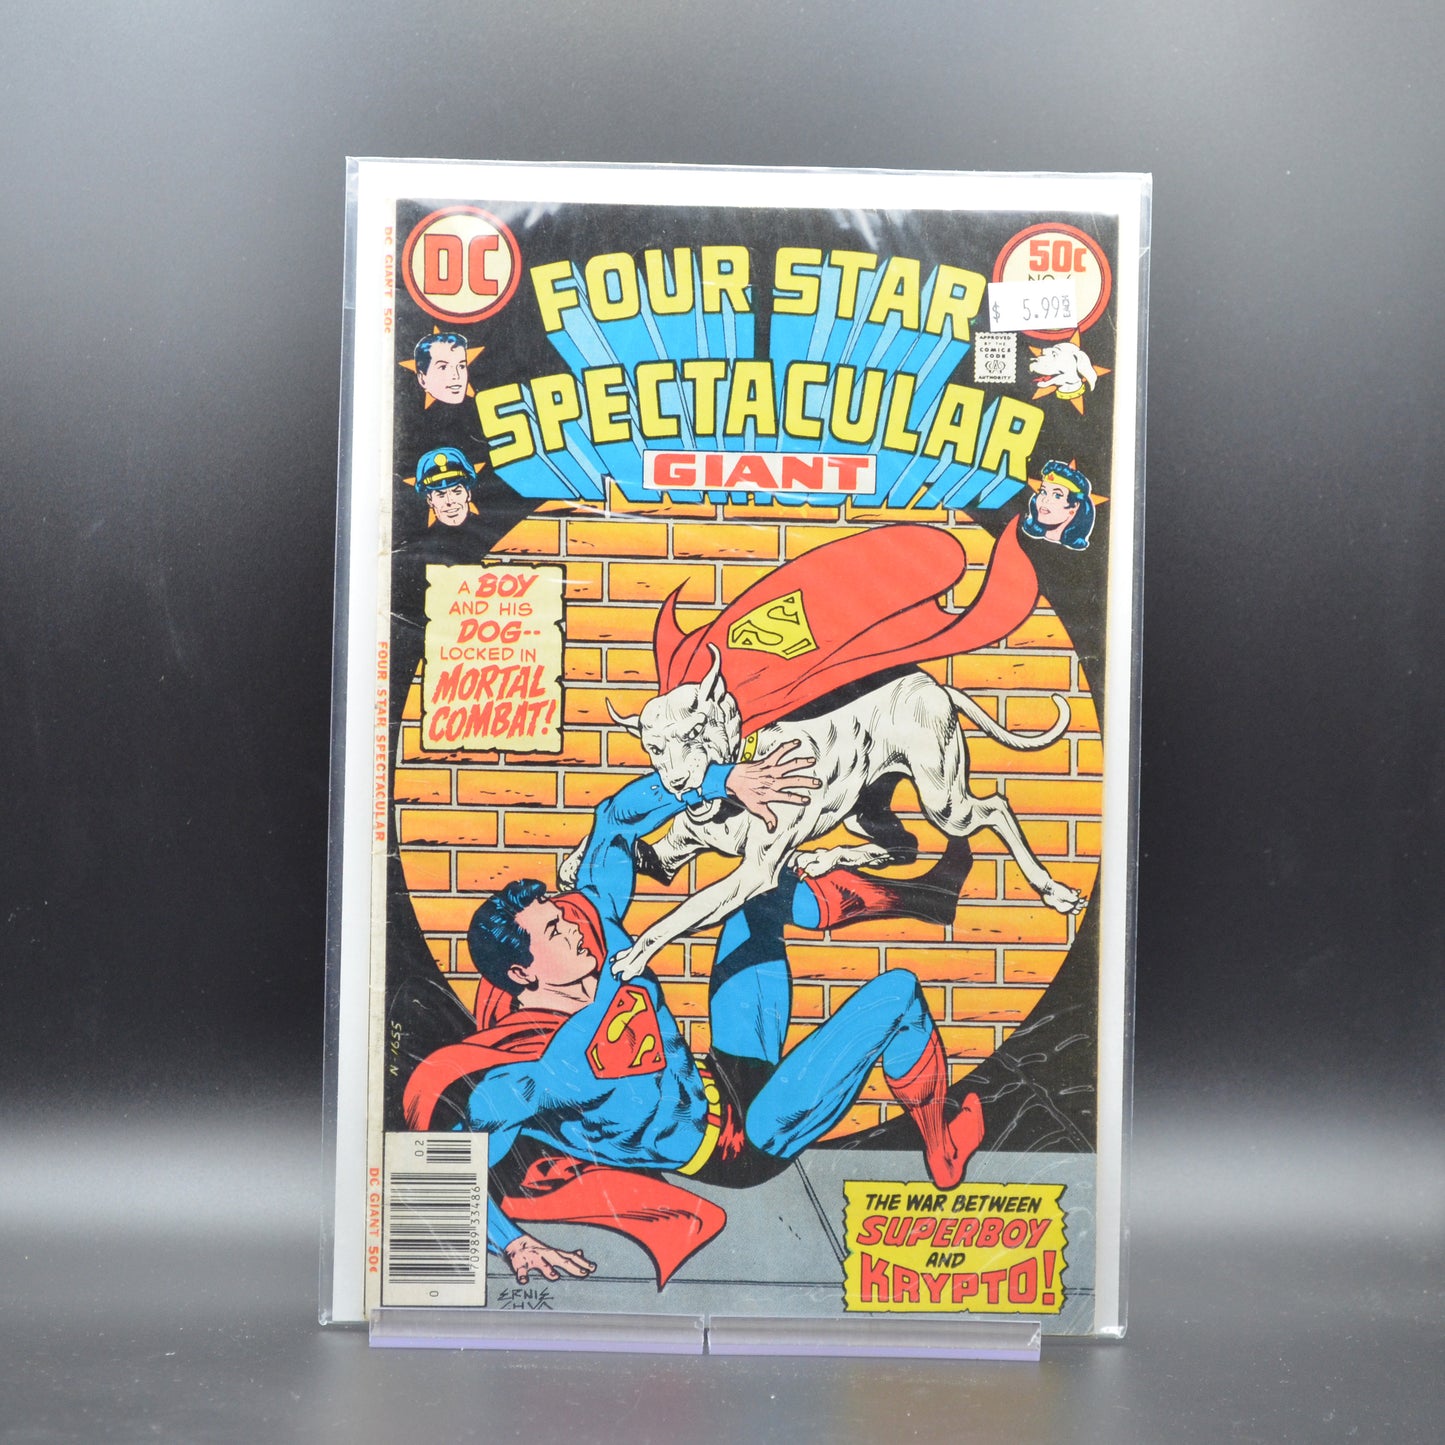 DC
50¢
$ 5.99
FOUR STAR
SPECTACULAR
GIANT
APPROVED
BY THE
COMICS
CODE
AUTHORITY
A BOY
AND HIS
DOG--
LOCKED IN
MORTAL
COMBAT!
DC GIANT 50¢
FOUR STAR SPECTACULAR
DC GIANT 50¢
N-1655
02
70989 33486
0
ERNIE
CHUA
THE WAR BETWEEN
SUPERBOY
AND
KRYPTO!